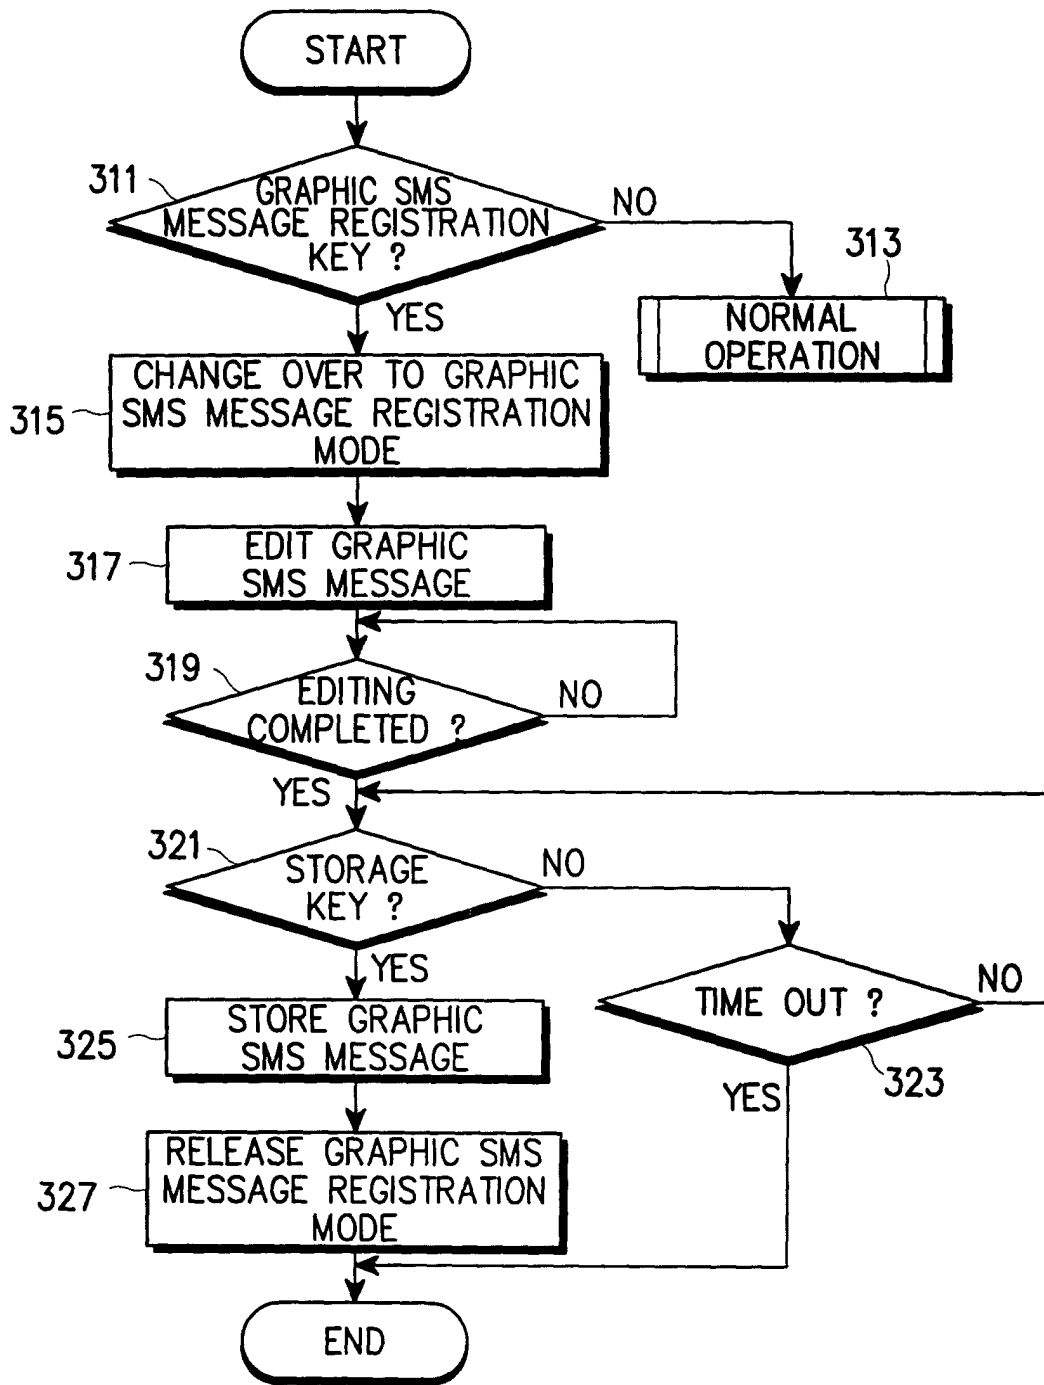 START
311
GRAPHIC SMS
MESSAGE REGISTRATION
KEY ?
NO
YES
313
NORMAL
OPERATION
315
CHANGE OVER TO GRAPHIC
SMS MESSAGE REGISTRATION
MODE
317
EDIT GRAPHIC
SMS MESSAGE
319
EDITING
COMPLETED ?
NO
YES
321
STORAGE
KEY ?
NO
YES
TIME OUT ?
NO
323
YES
325
STORE GRAPHIC
SMS MESSAGE
327
RELEASE GRAPHIC SMS
MESSAGE REGISTRATION
MODE
END